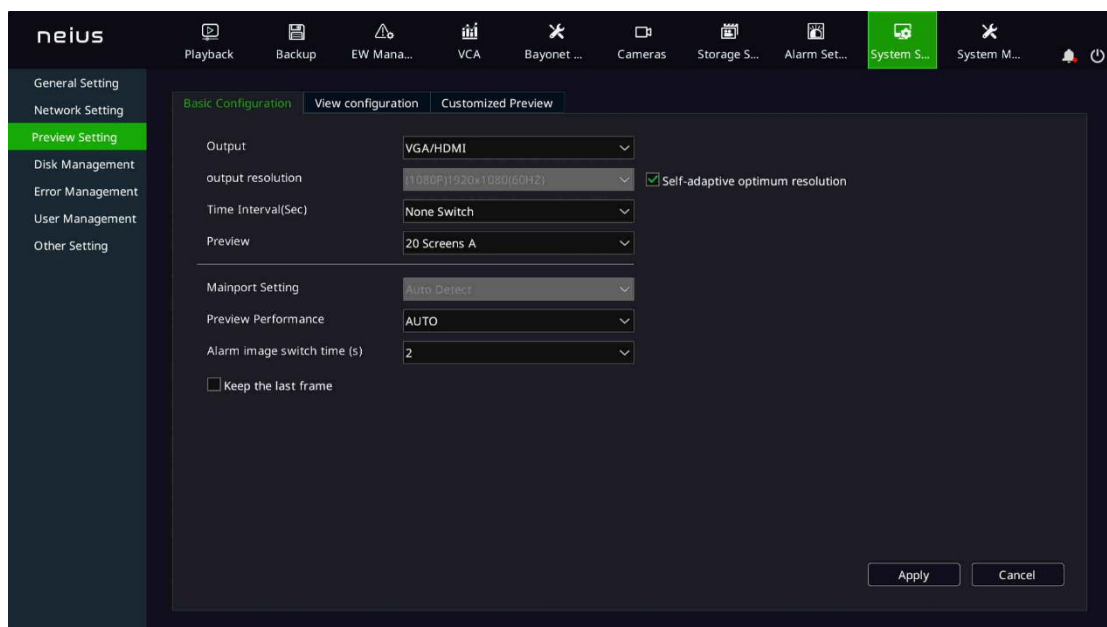 neius
Playback
Backup
EW Mana...
VCA
Bayonet ...
Cameras
Storage S...
Alarm Set...
System S...
System M...
General Setting
Network Setting
Preview Setting
Disk Management
Error Management
User Management
Other Setting
Basic Configuration
View configuration
Customized Preview
Output
VGA/HDMI
output resolution
(1080P)1920x1080(60HZ)
Self-adaptive optimum resolution
Time Interval(Sec)
None Switch
Preview
20 Screens A
Mainport Setting
Auto Detect
Preview Performance
AUTO
Alarm image switch time (s)
2
Keep the last frame
Apply
Cancel